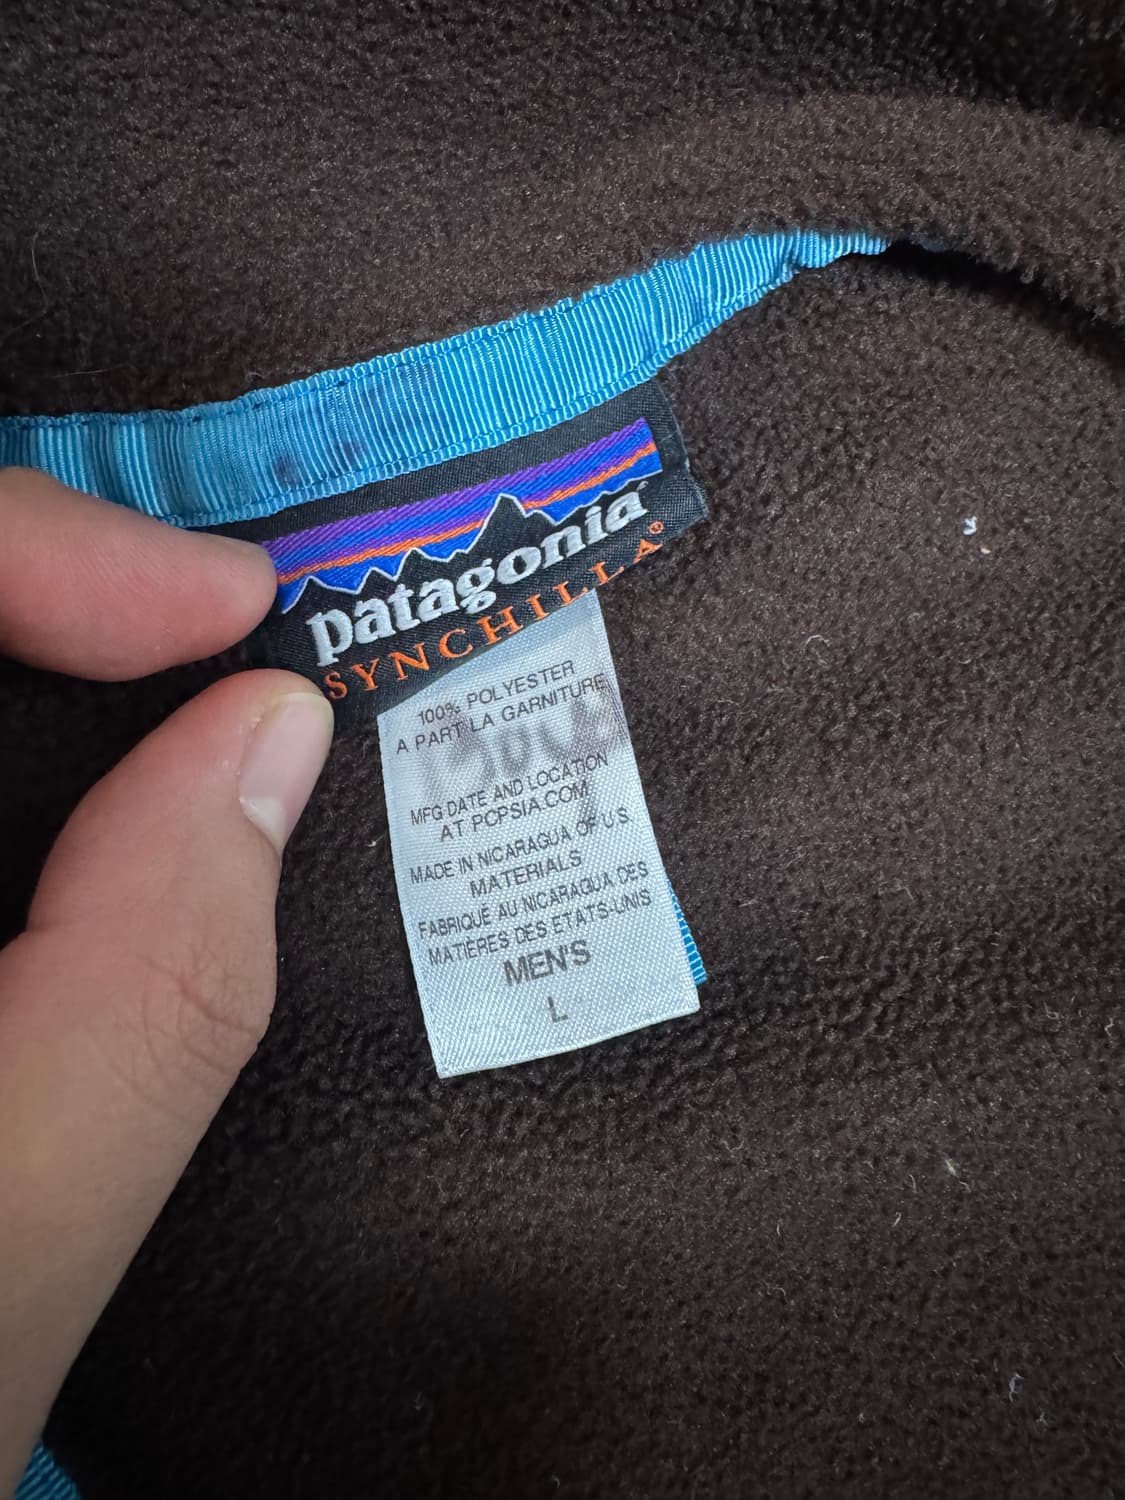 patagonia
SYNCHILLA®
100% POLYESTER
A PART LA GARNITURE
MFG DATE AND LOCATION
AT PCPSIA.COM
MADE IN NICARAGUA OF U.S.
MATERIALS
FABRIQUÉ AU NICARAGUA DES
MATIÈRES DES ETATS-UNIS
MEN'S
L